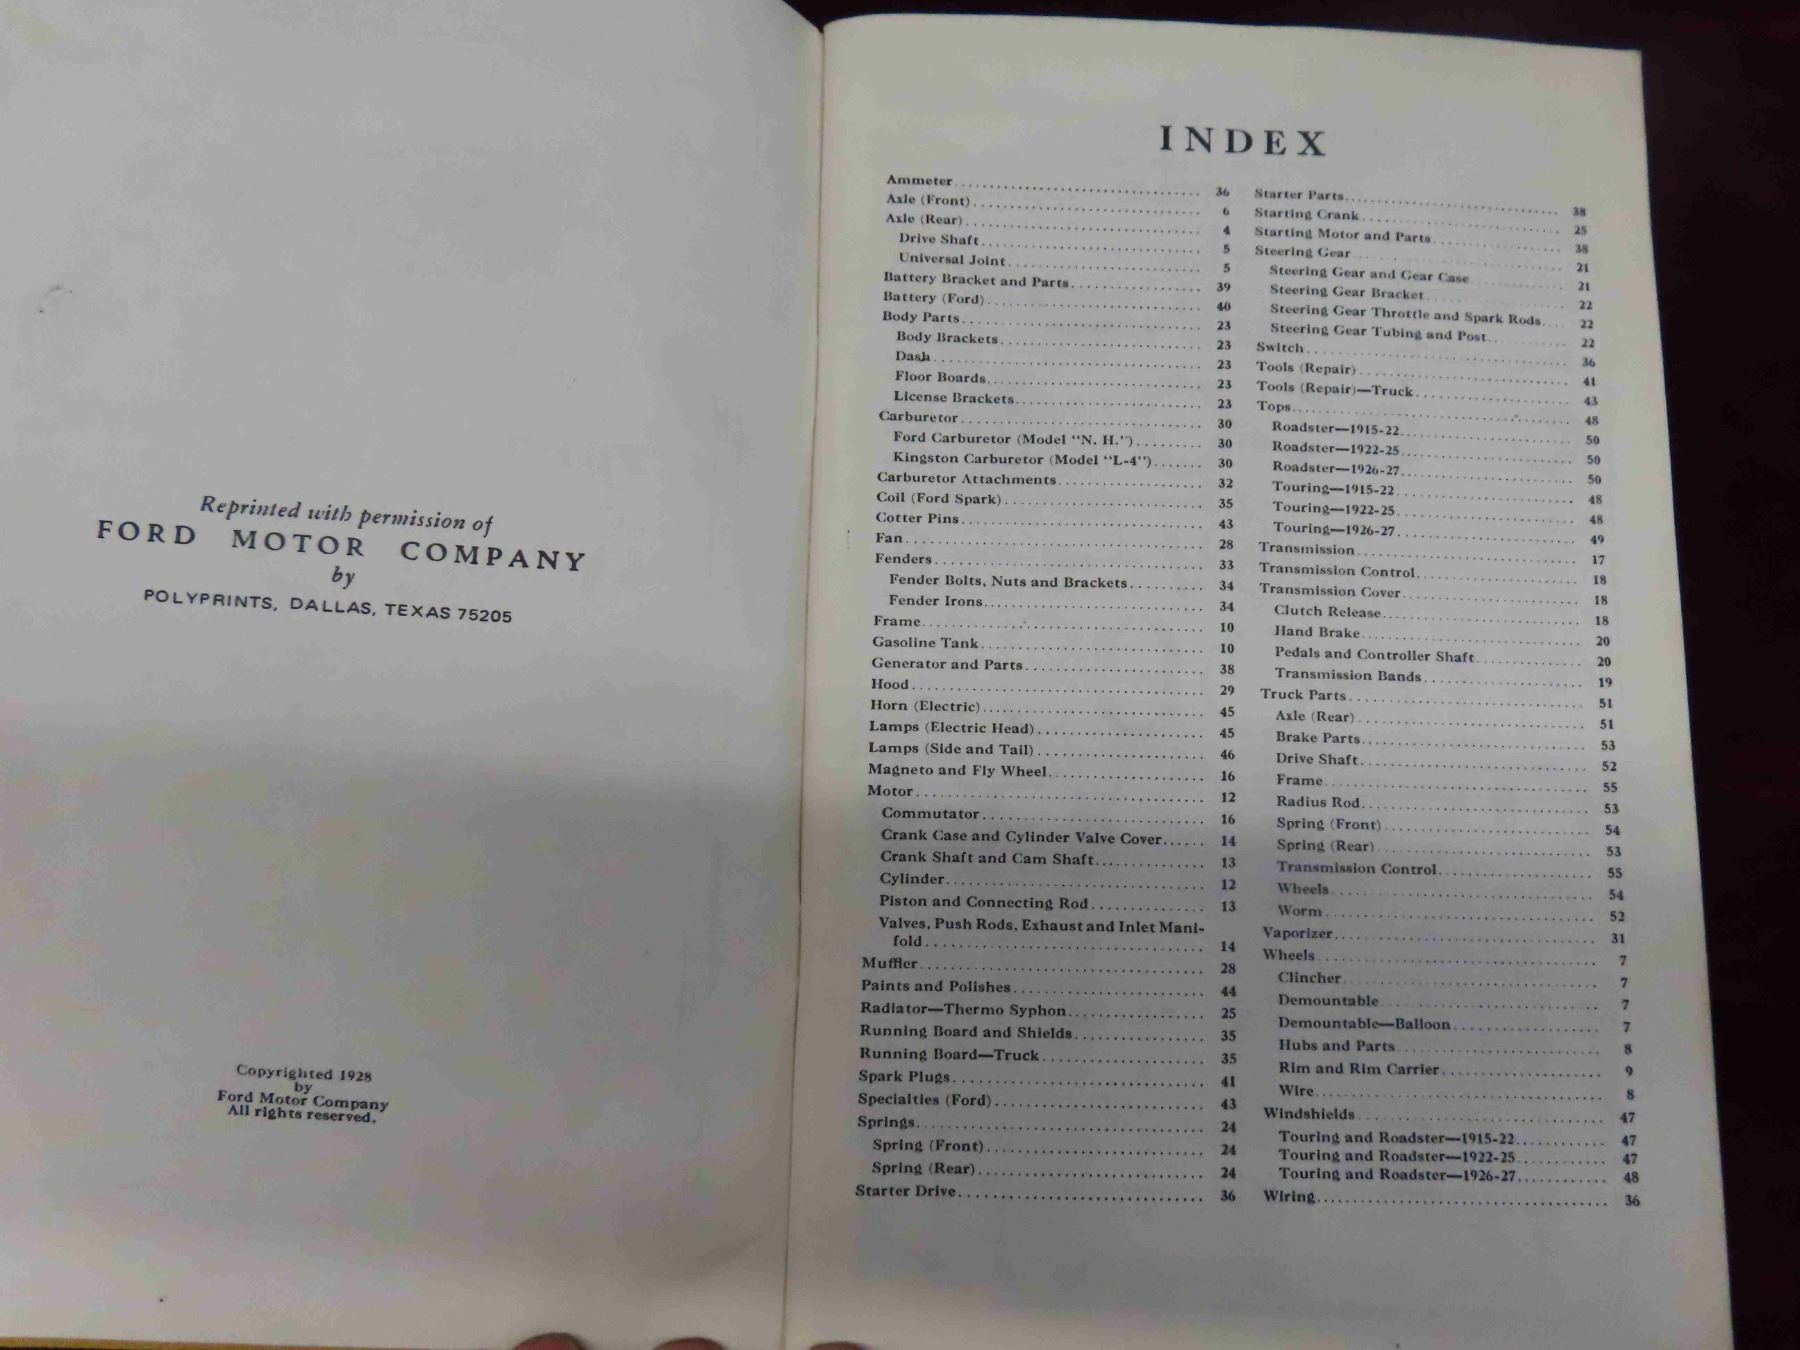 Reprinted with permission of
FORD MOTOR COMPANY
by
POLYPRINTS, DALLAS, TEXAS 75205
Copyrighted 1928
by
Ford Motor Company
All rights reserved.
INDEX
Ammeter 36
Axle (Front) 6
Axle (Rear) 4
Drive Shaft 5
Universal Joint 5
Battery Bracket and Parts 39
Battery (Ford) 40
Body Parts 23
Body Brackets 23
Dash 23
Floor Boards 23
License Brackets 23
Carburetor 30
Ford Carburetor (Model "N. H.") 30
Kingston Carburetor (Model "L-4") 30
Carburetor Attachments 32
Coil (Ford Spark) 35
Cotter Pins 43
Fan 28
Fenders 33
Fender Bolts, Nuts and Brackets 34
Fender Irons 34
Frame 10
Gasoline Tank 10
Generator and Parts 38
Hood 29
Horn (Electric) 45
Lamps (Electric Head) 45
Lamps (Side and Tail) 46
Magneto and Fly Wheel 16
Motor 12
Commutator 16
Crank Case and Cylinder Valve Cover 14
Crank Shaft and Cam Shaft 13
Cylinder 12
Piston and Connecting Rod 13
Valves, Push Rods, Exhaust and Inlet Mani-
fold 14
Muffler 28
Paints and Polishes 44
Radiator—Thermo Syphon 25
Running Board and Shields 35
Running Board—Truck 35
Spark Plugs 41
Specialties (Ford) 43
Springs 24
Spring (Front) 24
Spring (Rear) 24
Starter Drive 36
Starter Parts 38
Starting Crank 25
Starting Motor and Parts 38
Steering Gear 21
Steering Gear and Gear Case 21
Steering Gear Bracket 22
Steering Gear Throttle and Spark Rods 22
Steering Gear Tubing and Post 22
Switch 36
Tools (Repair) 41
Tools (Repair)—Truck 43
Tops 48
Roadster—1915-22 50
Roadster—1922-25 50
Roadster—1926-27 50
Touring—1915-22 48
Touring—1922-25 48
Touring—1926-27 49
Transmission 17
Transmission Control 18
Transmission Cover 18
Clutch Release 18
Hand Brake 20
Pedals and Controller Shaft 20
Transmission Bands 19
Truck Parts 51
Axle (Rear) 51
Brake Parts 53
Drive Shaft 52
Frame 55
Radius Rod 53
Spring (Front) 54
Spring (Rear) 53
Transmission Control 55
Wheels 54
Worm 52
Vaporizer 31
Wheels 7
Clincher 7
Demountable 7
Demountable—Balloon 7
Hubs and Parts 8
Rim and Rim Carrier 9
Wire 8
Windshields 47
Touring and Roadster—1915-22 47
Touring and Roadster—1922-25 47
Touring and Roadster—1926-27 48
Wiring 36